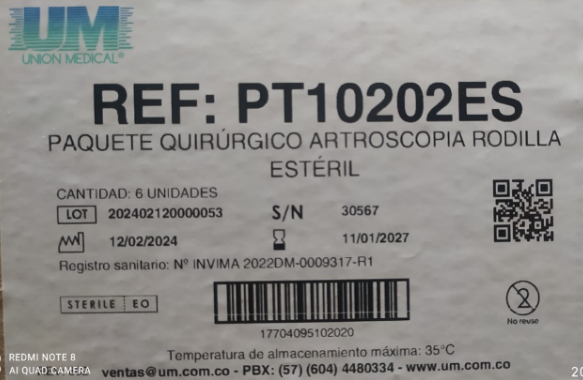 UM
UNION MEDICAL®
REF: PT10202ES
PAQUETE QUIRÚRGICO ARTROSCOPIA RODILLA
ESTÉRIL
CANTIDAD: 6 UNIDADES
LOT 202402120000053 S/N 30567
12/02/2024 11/01/2027
Registro sanitario: Nº INVIMA 2022DM-0009317-R1
STERILE EO
No reuse
17704095102020
Temperatura de almacenamiento máxima: 35°C
ventas@um.com.co - PBX: (57) (604) 4480334 - www.um.com.co
REDMI NOTE 8
AI QUAD CAMERA